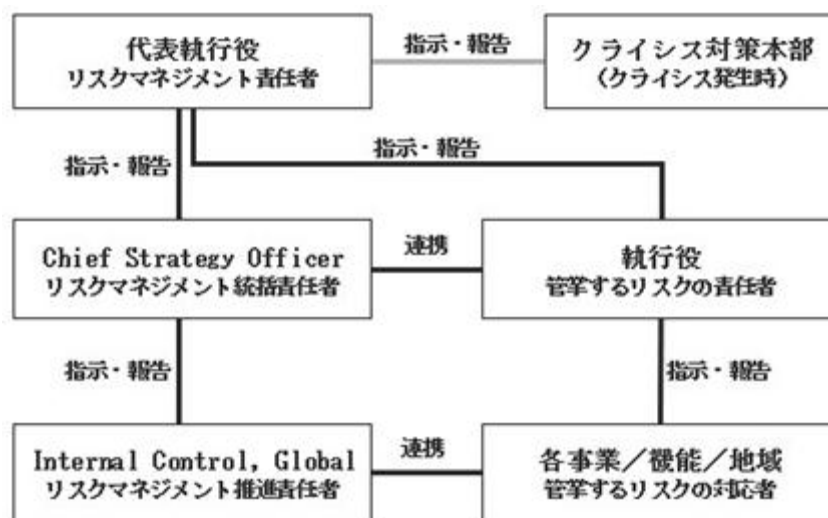 代表執行役
リスクマネジメント責任者
指示・報告
クライシス対策本部
(クライシス発生時)
指示・報告
指示・報告
Chief Strategy Officer
リスクマネジメント統括責任者
連携
執行役
管掌するリスクの責任者
指示・報告
指示・報告
Internal Control, Global
リスクマネジメント推進責任者
連携
各事業／機能／地域
管掌するリスクの対応者